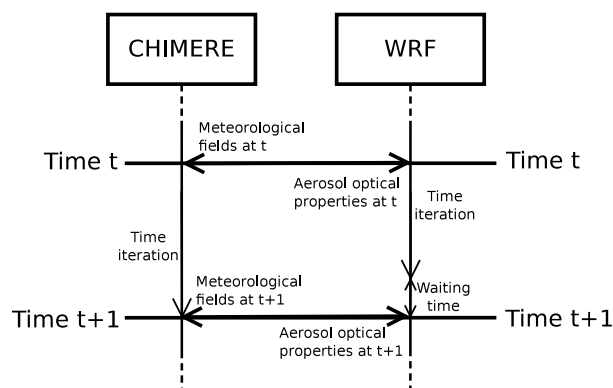 CHIMERE
WRF
Meteorological
fields at t
Time t
Time t
Aerosol optical
properties at t
Time
iteration
Time
iteration
Meteorological
fields at t+1
Waiting
time
Time t+1
Time t+1
Aerosol optical
properties at t+1